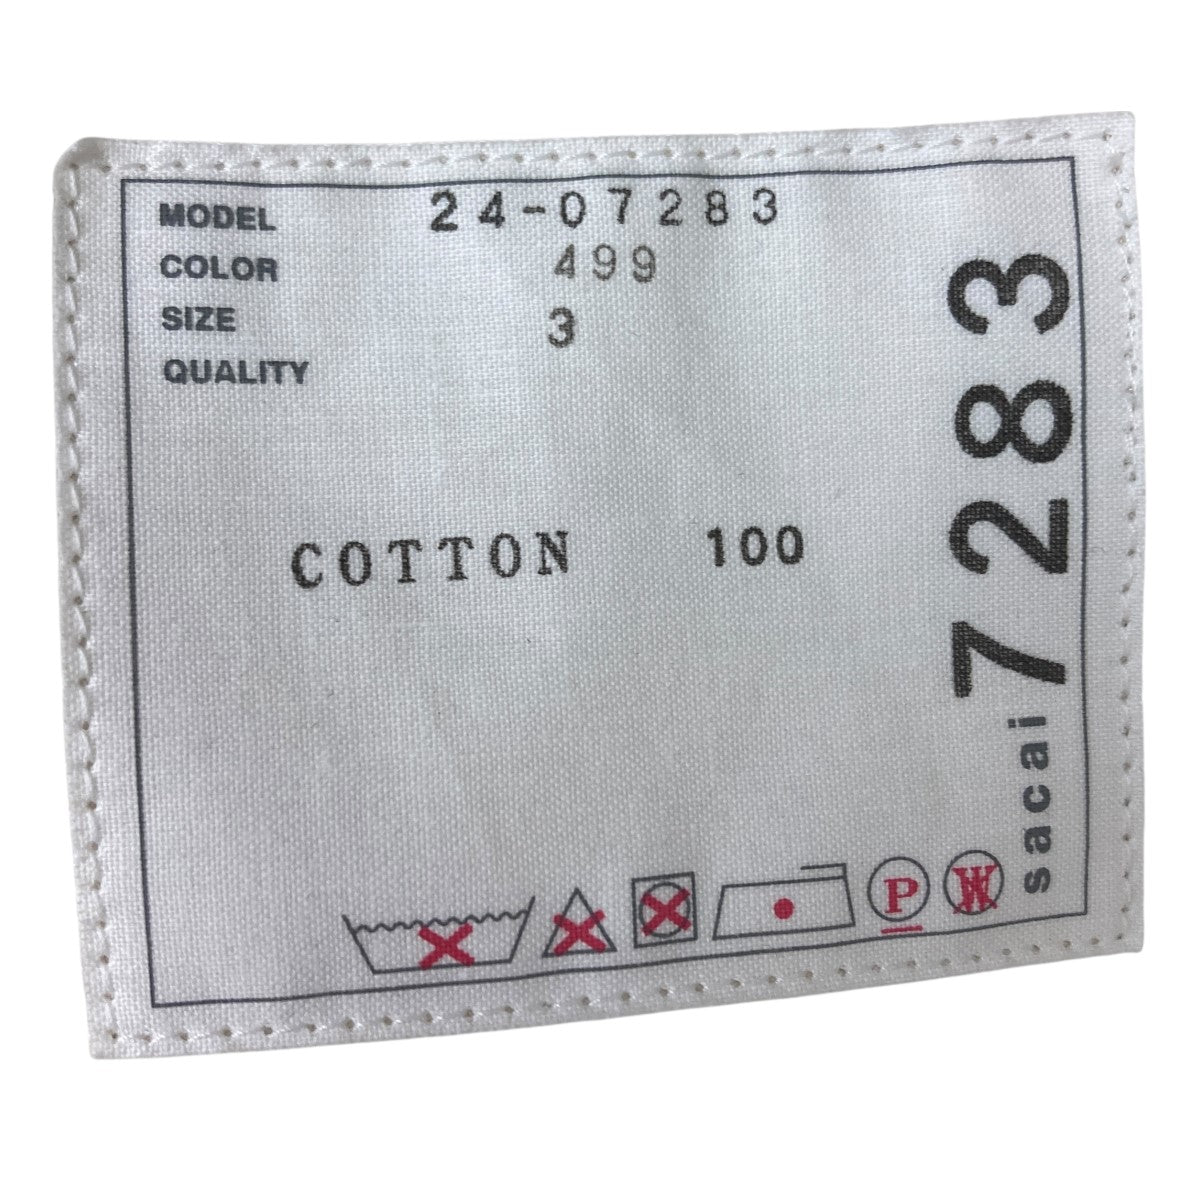 MODEL 24-07283
COLOR 499
SIZE 3
QUALITY
COTTON 100
sacai 7283
P
W